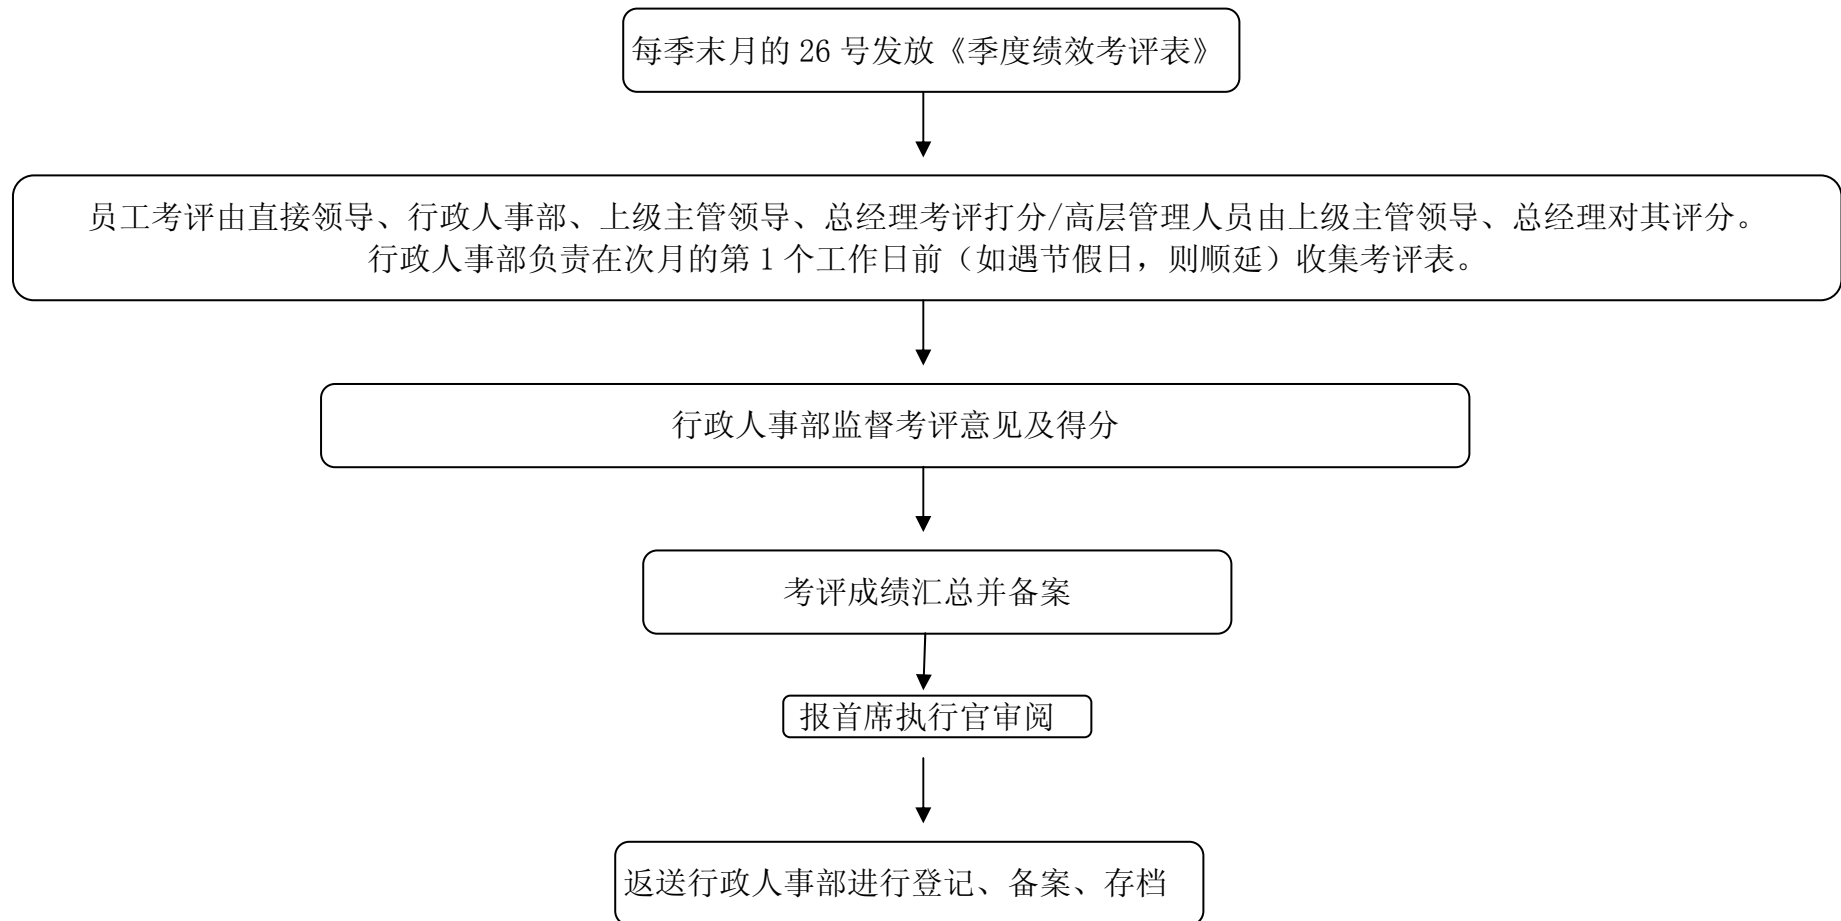 每季末月的 26 号发放《季度绩效考评表》
员工考评由直接领导、行政人事部、上级主管领导、总经理考评打分/高层管理人员由上级主管领导、总经理对其评分。
行政人事部负责在次月的第 1 个工作日前（如遇节假日，则顺延）收集考评表。
行政人事部监督考评意见及得分
考评成绩汇总并备案
报首席执行官审阅
返送行政人事部进行登记、备案、存档